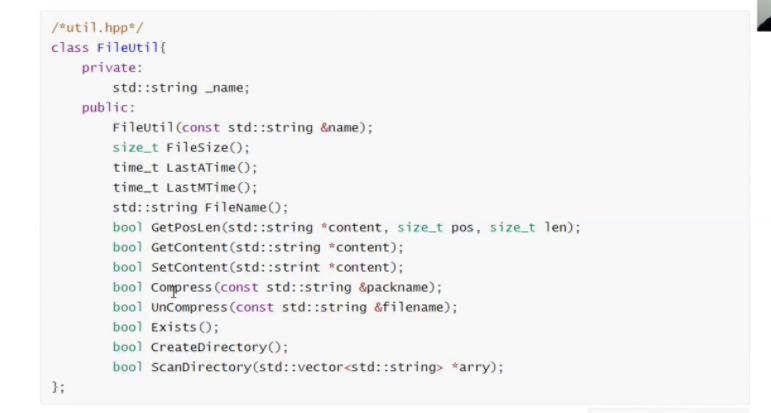 /*util.hpp*/
class FileUtil{
    private:
        std::string _name;
    public:
        FileUtil(const std::string &name);
        size_t FileSize();
        time_t LastATime();
        time_t LastMTime();
        std::string FileName();
        bool GetPosLen(std::string *content, size_t pos, size_t len);
        bool GetContent(std::string *content);
        bool SetContent(std::strint *content);
        bool Compress(const std::string &packname);
        bool UnCompress(const std::string &filename);
        bool Exists();
        bool CreateDirectory();
        bool ScanDirectory(std::vector<std::string> *arry);
};